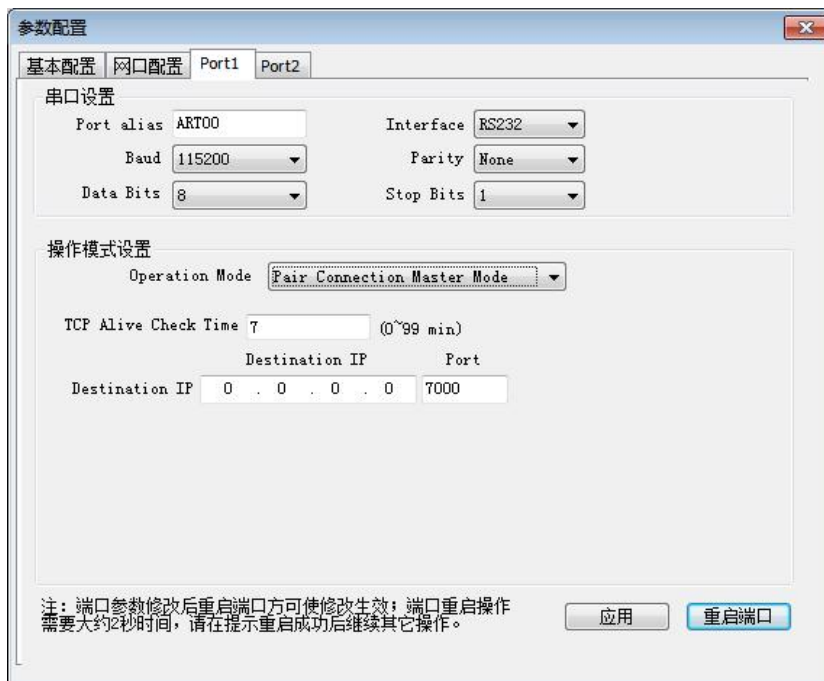 参数配置
基本配置 网口配置 Port1 Port2
串口设置
Port alias ART00 Interface RS232
Baud 115200 Parity None
Data Bits 8 Stop Bits 1
操作模式设置
Operation Mode Pair Connection Master Mode
TCP Alive Check Time 7 (0~99 min)
Destination IP Port
Destination IP 0 . 0 . 0 . 0 7000
注：端口参数修改后重启端口方可使修改生效；端口重启操作
需要大约2秒时间，请在提示重启成功后继续其它操作。
应用 重启端口